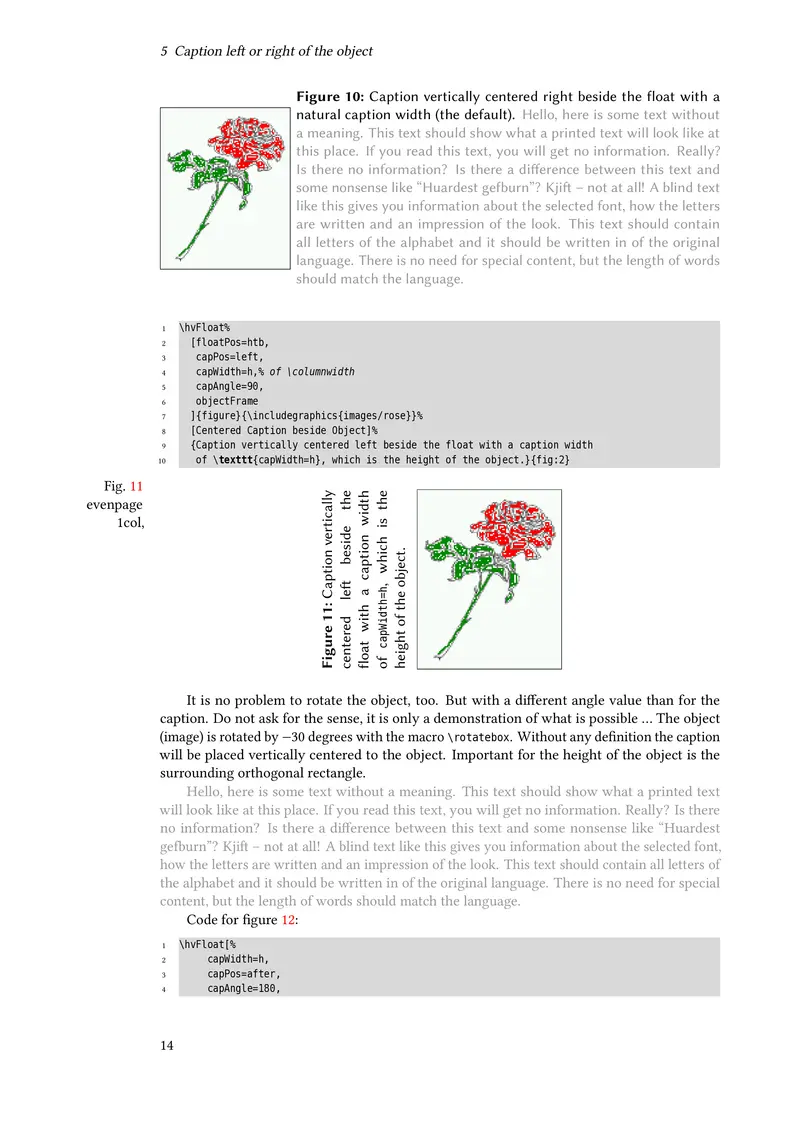 5 Caption left or right of the object
Figure 10: Caption vertically centered right beside the float with a
natural caption width (the default). Hello, here is some text without
a meaning. This text should show what a printed text will look like at
this place. If you read this text, you will get no information. Really?
Is there no information? Is there a difference between this text and
some nonsense like “Huardest gefburn”? Kjift – not at all! A blind text
like this gives you information about the selected font, how the letters
are written and an impression of the look. This text should contain
all letters of the alphabet and it should be written in of the original
language. There is no need for special content, but the length of words
should match the language.
1 \hvFloat%
2 [floatPos=htb,
3 capPos=left,
4 capWidth=h,% of \columnwidth
5 capAngle=90,
6 objectFrame
7 ]{figure}{\includegraphics{images/rose}}%
8 [Centered Caption beside Object]%
9 {Caption vertically centered left beside the float with a caption width
10 of \texttt{capWidth=h}, which is the height of the object.}{fig:2}
Fig. 11
evenpage
1col,
Figure 11: Caption vertically
centered left beside the
float with a caption width
of capWidth=h, which is the
height of the object.
It is no problem to rotate the object, too. But with a different angle value than for the
caption. Do not ask for the sense, it is only a demonstration of what is possible … The object
(image) is rotated by −30 degrees with the macro \rotatebox. Without any definition the caption
will be placed vertically centered to the object. Important for the height of the object is the
surrounding orthogonal rectangle.
Hello, here is some text without a meaning. This text should show what a printed text
will look like at this place. If you read this text, you will get no information. Really? Is there
no information? Is there a difference between this text and some nonsense like “Huardest
gefburn”? Kjift – not at all! A blind text like this gives you information about the selected font,
how the letters are written and an impression of the look. This text should contain all letters of
the alphabet and it should be written in of the original language. There is no need for special
content, but the length of words should match the language.
Code for figure 12:
1 \hvFloat[%
2 capWidth=h,
3 capPos=after,
4 capAngle=180,
14